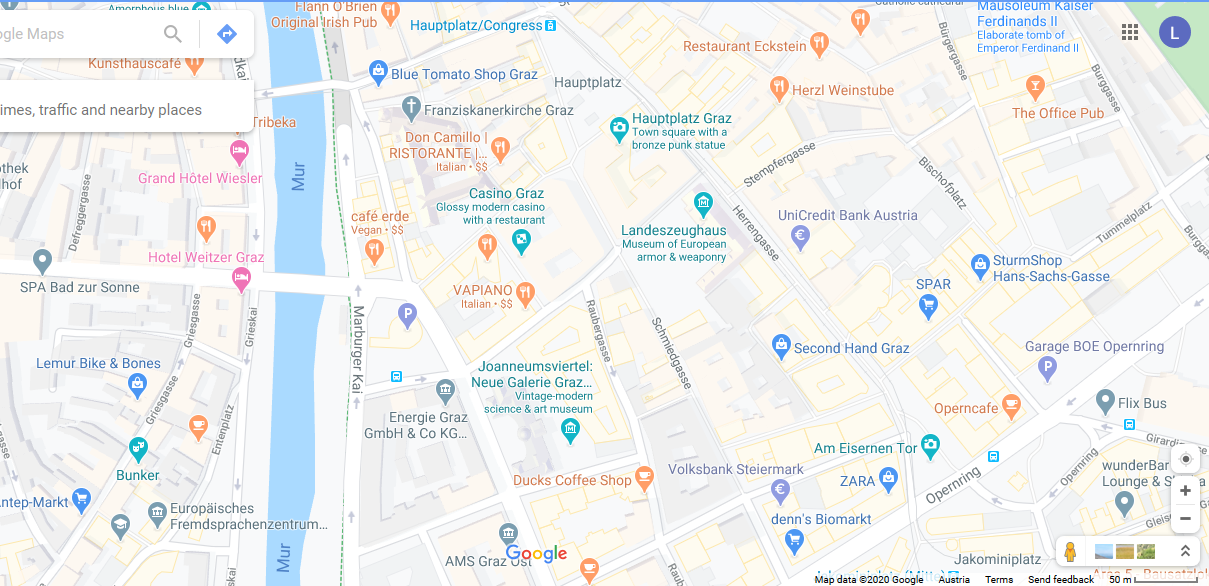 Amorphous blue
Flann O'Brien
Original Irish Pub
Hauptplatz/Congress
Catholic cathedral
Mausoleum Kaiser
Ferdinands II
Elaborate tomb of
Emperor Ferdinand II
L
gle Maps
Kunsthauscafé
Restaurant Eckstein
Blue Tomato Shop Graz
Hauptplatz
Herzl Weinstube
Bürgergasse
Burggasse
imes, traffic and nearby places
Tribeka
Franziskanerkirche Graz
Hauptplatz Graz
Town square with a
bronze punk statue
The Office Pub
Don Camillo |
RISTORANTE |...
Italian • $$
Stempfergasse
Bischofplatz
Grand Hôtel Wiesler
Mur
Casino Graz
Glossy modern casino
with a restaurant
Defreggergasse
café erde
Vegan • $$
Landeszeughaus
Museum of European
armor & weaponry
Herrengasse
UniCredit Bank Austria
€
Tummelplatz
Hotel Weitzer Graz
SPA Bad zur Sonne
SturmShop
Hans-Sachs-Gasse
VAPIANO
Italian • $$
SPAR
P
Griesgasse
Grieskai
Marburger Kai
Raubergasse
Schmiedgasse
Second Hand Graz
Garage BOE Opernring
P
Lemur Bike & Bones
Joanneumsviertel:
Neue Galerie Graz...
Vintage-modern
science & art museum
Griesgasse
Entenplatz
Energie Graz
GmbH & Co KG...
Operncafe
Flix Bus
Bunker
Am Eisernen Tor
Volksbank Steiermark
€
Ducks Coffee Shop
ZARA
Opernring
Opernring
wunderBar
Lounge & S
Antep-Markt
Europäisches
Fremdsprachenzentrum...
denn's Biomarkt
Mur
AMS Graz Ost
Google
Jakominiplatz
Map data ©2020 Google
Austria
Terms
Send feedback
50 m